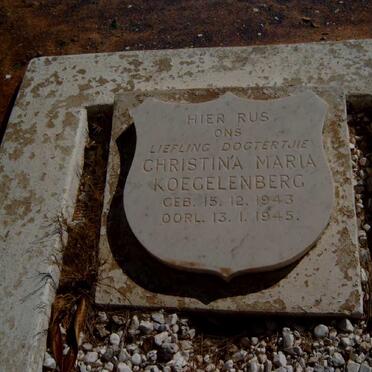 HIER RUS
ONS
LIEFLING DOGTERTJIE
CHRISTINA MARIA
KOEGELENBERG
GEB. 15. 12. 1943
OORL. 13. 1. 1945.